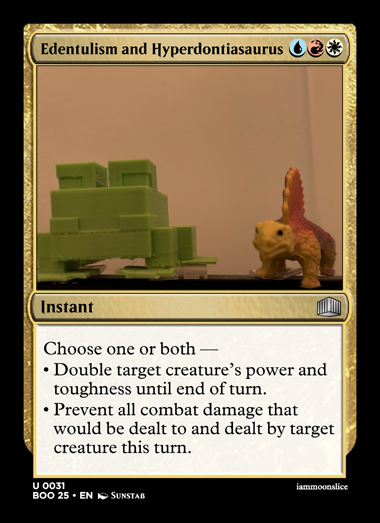 Edentulism and Hyperdontiasaurus
Instant
Choose one or both —
• Double target creature's power and
toughness until end of turn.
• Prevent all combat damage that
would be dealt to and dealt by target
creature this turn.
U 0031
BOO 25 • EN Sunstab
iammoonslice